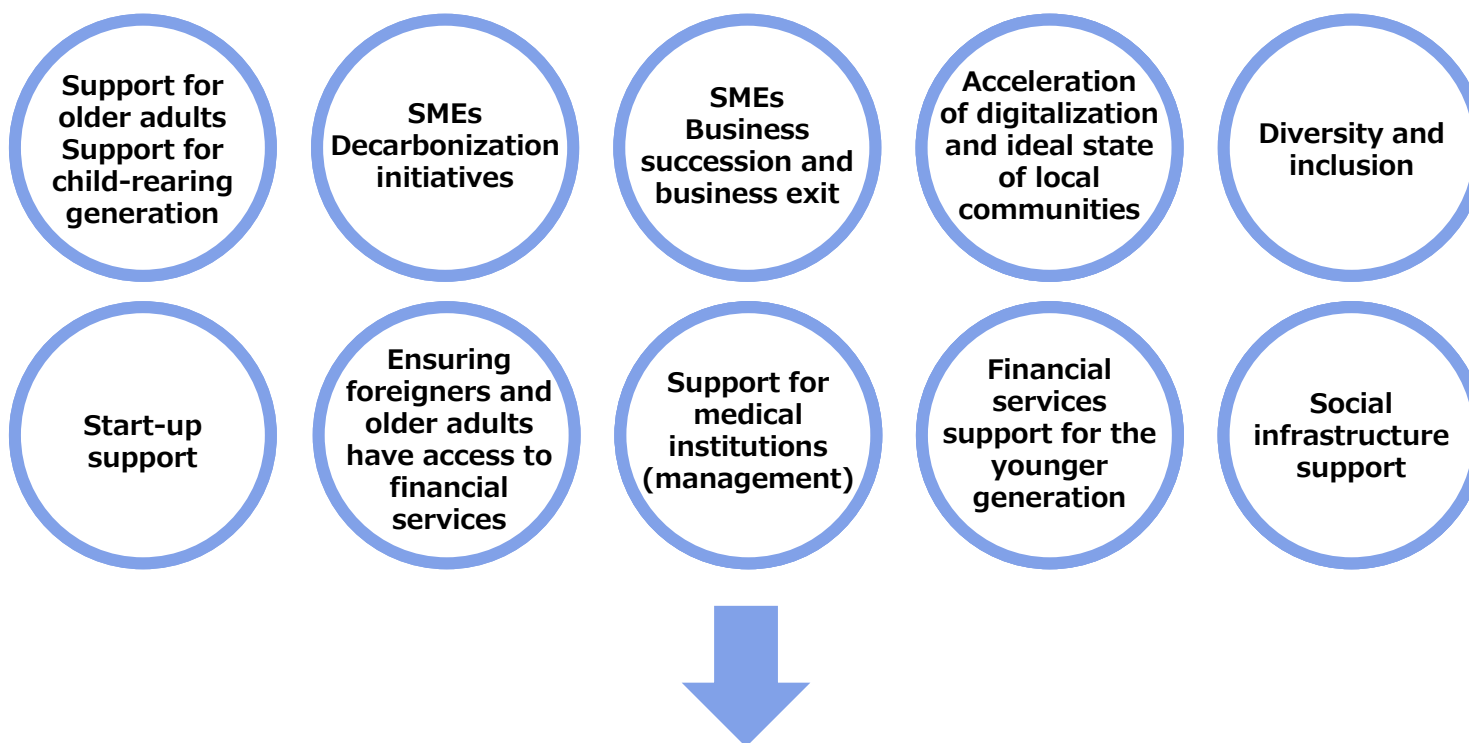 Support for
older adults
Support for
child-rearing
generation
SMEs
Decarbonization
initiatives
SMEs
Business
succession and
business exit
Acceleration
of digitalization
and ideal state
of local
communities
Diversity and
inclusion
Start-up
support
Ensuring
foreigners and
older adults
have access to
financial
services
Support for
medical
institutions
(management)
Financial
services
support for the
younger
generation
Social
infrastructure
support